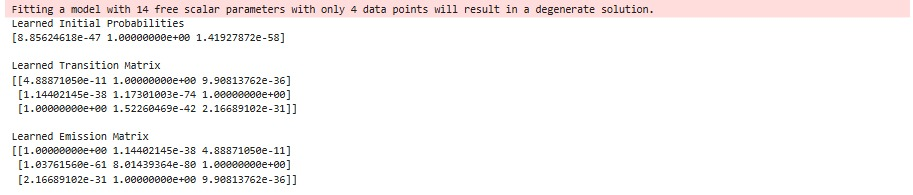 Fitting a model with 14 free scalar parameters with only 4 data points will result in a degenerate solution.
Learned Initial Probabilities
[8.85624618e-47 1.00000000e+00 1.41927872e-58]
Learned Transition Matrix
[[4.88871050e-11 1.00000000e+00 9.90813762e-36]
[1.14402145e-38 1.17301003e-74 1.00000000e+00]
[1.00000000e+00 1.52260469e-42 2.16689102e-31]]
Learned Emission Matrix
[[1.00000000e+00 1.14402145e-38 4.88871050e-11]
[1.03761560e-61 8.01439364e-80 1.00000000e+00]
[2.16689102e-31 1.00000000e+00 9.90813762e-36]]